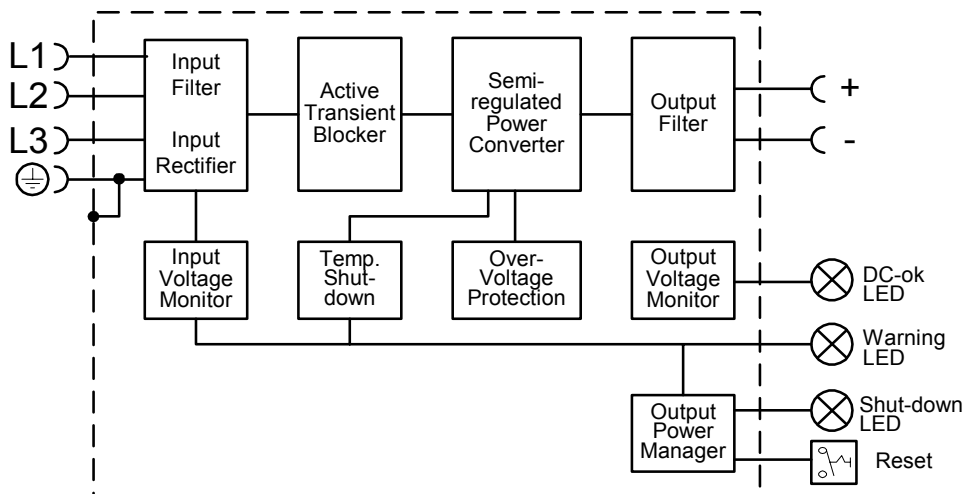 L1
L2
L3
Input
Filter
Input
Rectifier
Active
Transient
Blocker
Semi-
regulated
Power
Converter
Output
Filter
+
-
Input
Voltage
Monitor
Temp.
Shut-
down
Over-
Voltage
Protection
Output
Voltage
Monitor
DC-ok
LED
Warning
LED
Output
Power
Manager
Shut-down
LED
Reset